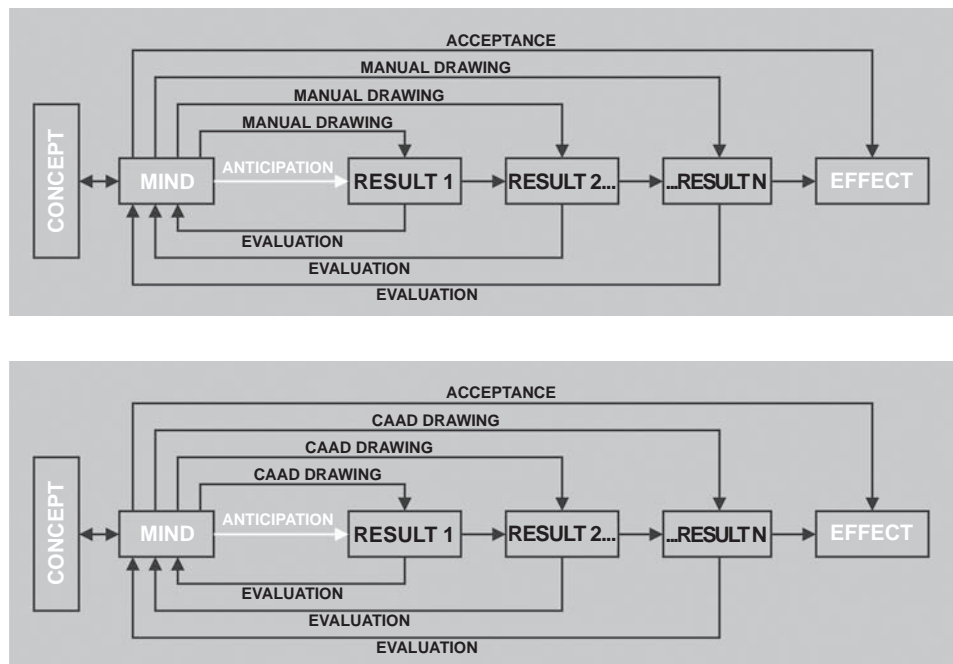 ACCEPTANCE
MANUAL DRAWING
MANUAL DRAWING
MANUAL DRAWING
CONCEPT
MIND
ANTICIPATION
RESULT 1
RESULT 2...
...RESULT N
EFFECT
EVALUATION
EVALUATION
EVALUATION
ACCEPTANCE
CAAD DRAWING
CAAD DRAWING
CAAD DRAWING
CONCEPT
MIND
ANTICIPATION
RESULT 1
RESULT 2...
...RESULT N
EFFECT
EVALUATION
EVALUATION
EVALUATION